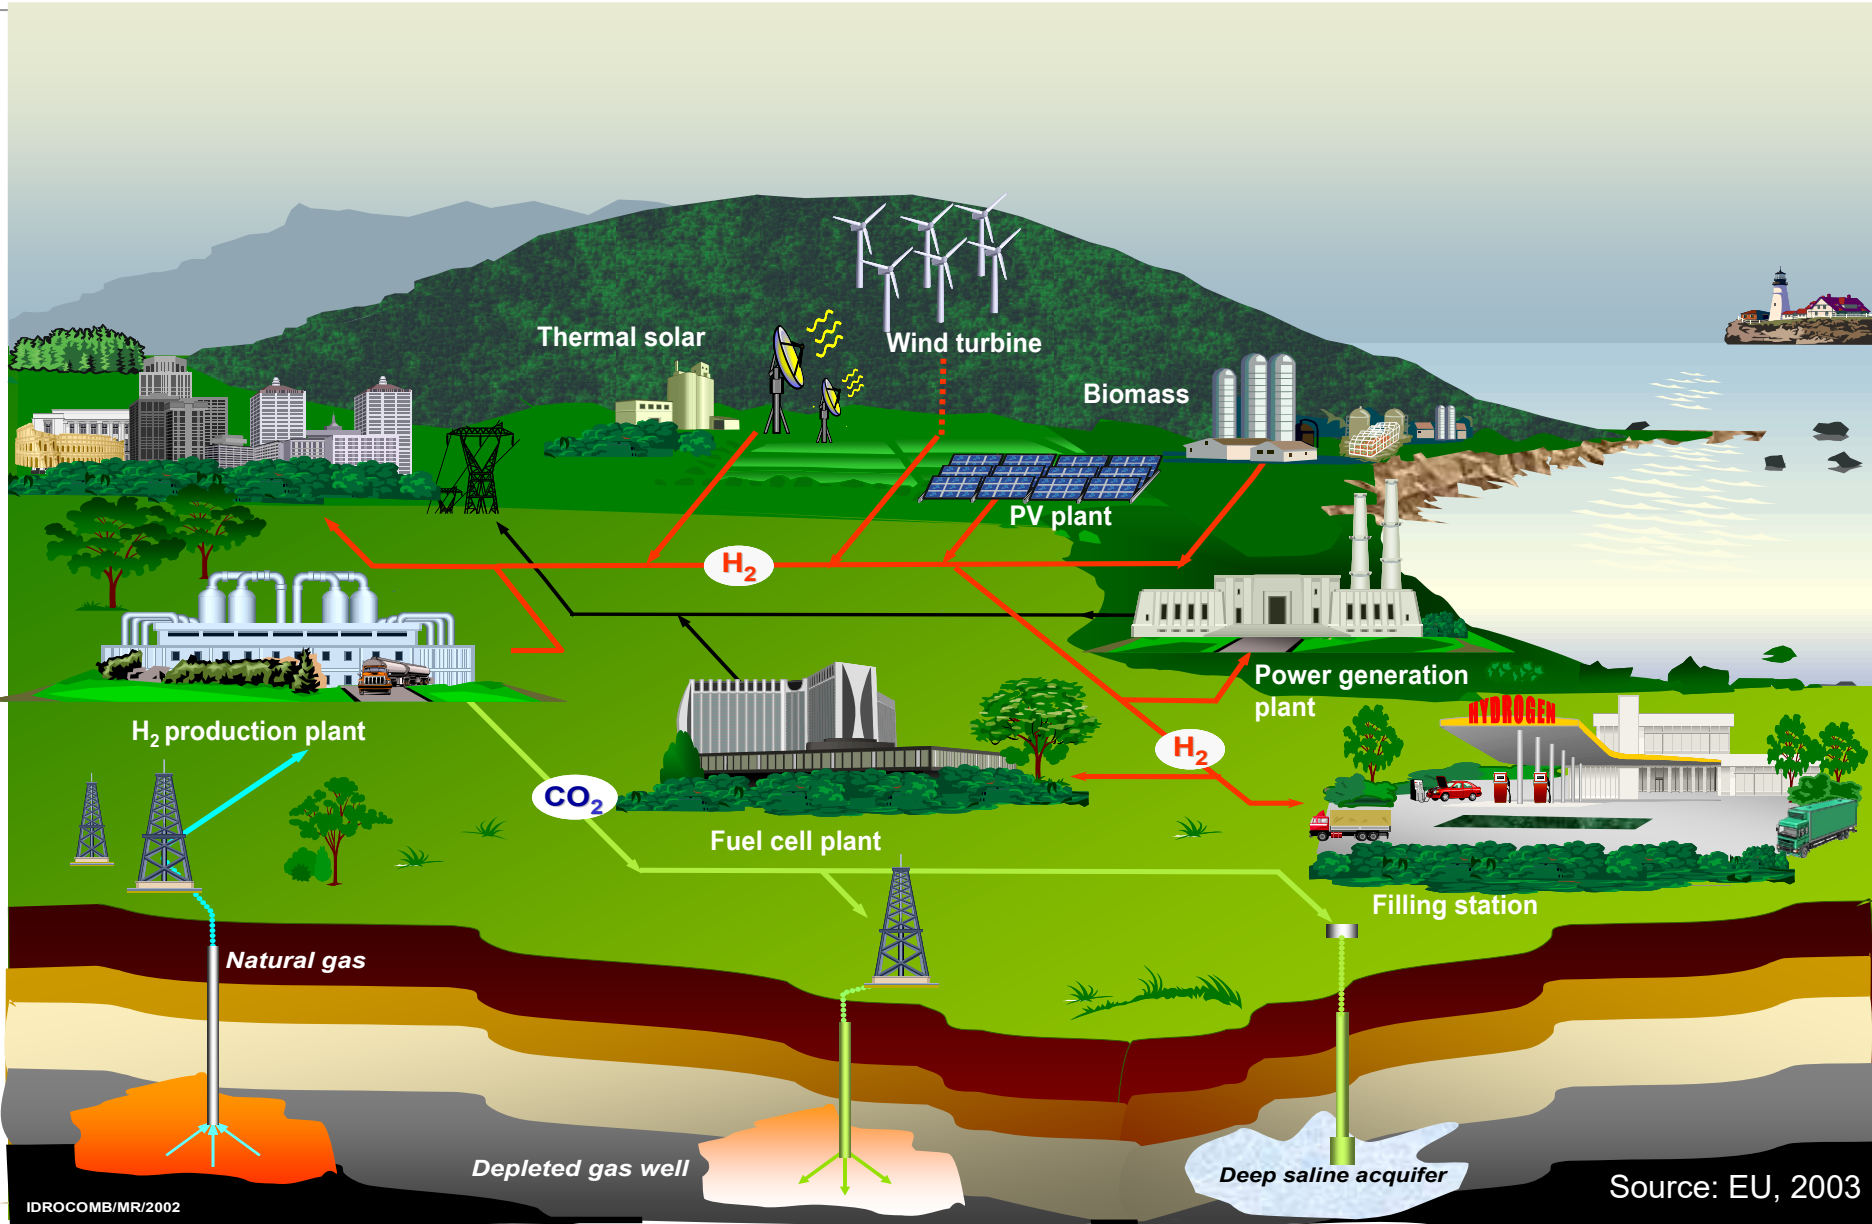 Thermal solar
Wind turbine
Biomass
PV plant
H₂
Power generation
plant
HYDROGEN
H₂ production plant
H₂
CO₂
Fuel cell plant
Filling station
Natural gas
Depleted gas well
Deep saline acquifer
Source: EU, 2003
IDROCOMB/MR/2002